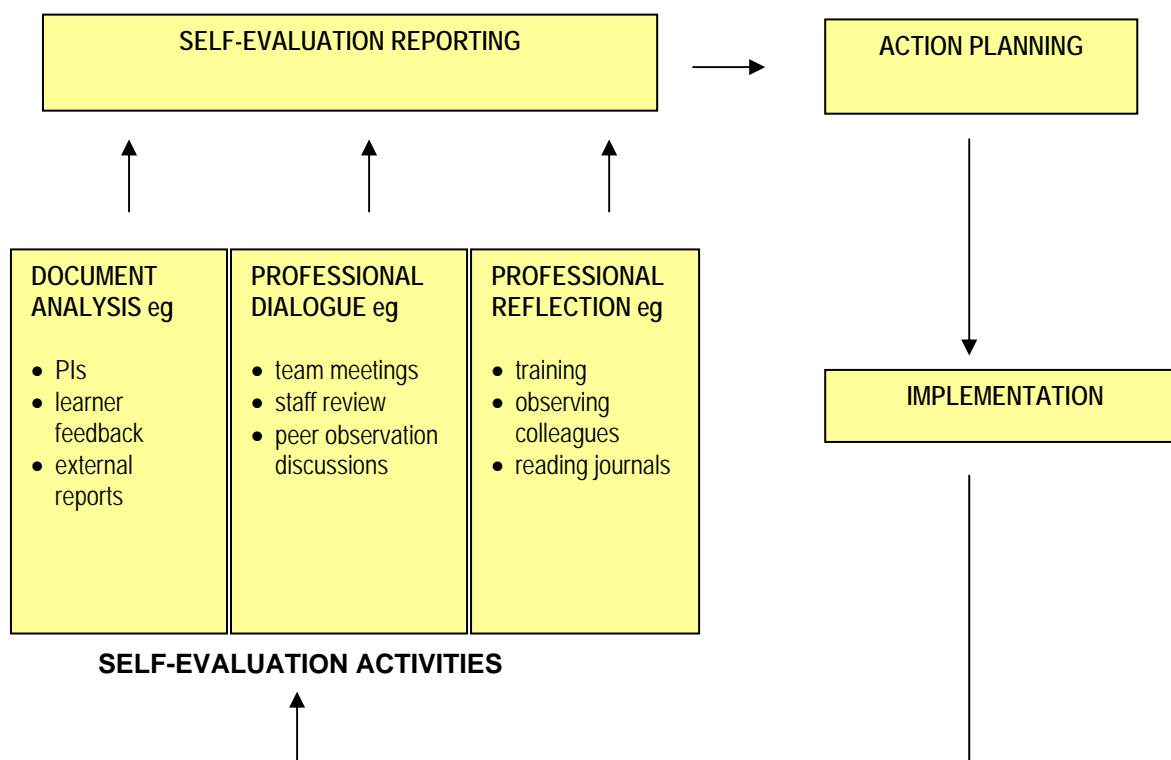 SELF-EVALUATION REPORTING
ACTION PLANNING
DOCUMENT
ANALYSIS eg
• PIs
• learner
feedback
• external
reports
PROFESSIONAL
DIALOGUE eg
• team meetings
• staff review
• peer observation
discussions
PROFESSIONAL
REFLECTION eg
• training
• observing
colleagues
• reading journals
IMPLEMENTATION
SELF-EVALUATION ACTIVITIES